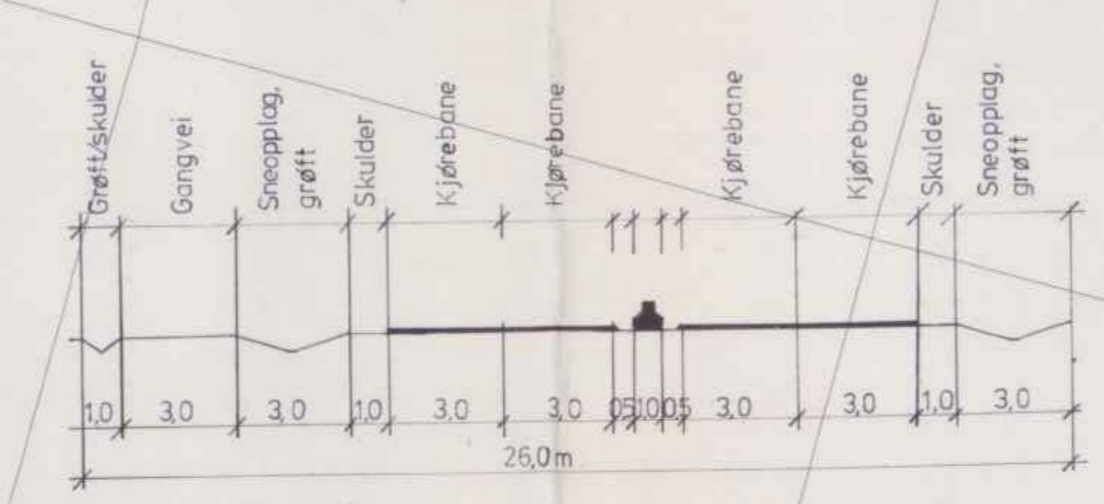 Grøft/skulder
Gangvei
Sneopplag,
grøft
Skulder
Kjørebane
Kjørebane
Kjørebane
Kjørebane
Skulder
Sneopplag,
grøft
1,0 3,0 3,0 1,0 3,0 3,0 0,5 1,0 0,5 3,0 3,0 1,0 3,0
26,0 m